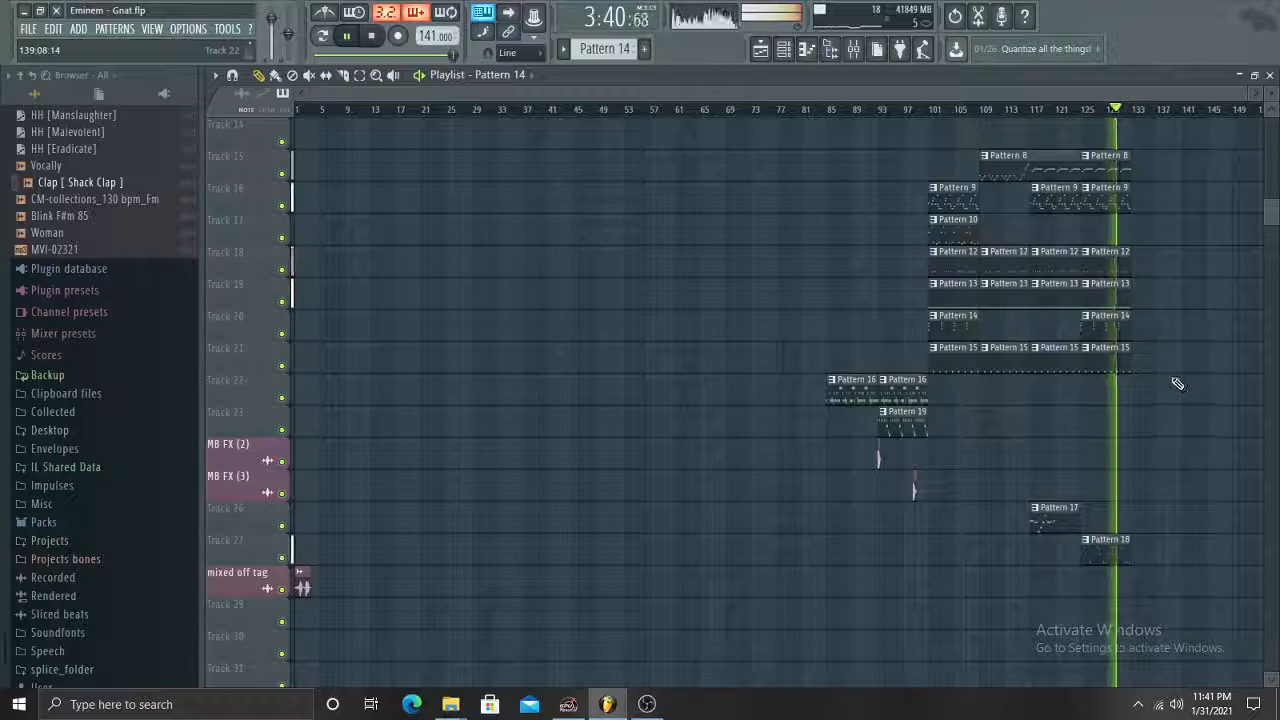 Eminem - Gnat.flp
FILE EDIT ADD PATTERNS VIEW OPTIONS TOOLS ?
139:08:14 Track 22
3.2
141.000
Line
3:40:68
M:S:CS
Pattern 14
18 41849 MB
5
01/26 Quantize all the things!
Browser - All
Playlist - Pattern 14
NOTE CHAN PAT
1 5 9 13 17 21 25 29 33 37 41 45 49 53 57 61 65 69 73 77 81 85 89 93 97 101 105 109 113 117 121 125 133 137 141 145 149
HH [Manslaughter]
HH [Malevolent]
HH [Eradicate]
Vocally
Clap [ Shack Clap ]
CM-collections_130 bpm_Fm
Blink F#m 85
Woman
MVI-02321
Plugin database
Plugin presets
Channel presets
Mixer presets
Scores
Backup
Clipboard files
Collected
Desktop
Envelopes
IL Shared Data
Impulses
Misc
Packs
Projects
Projects bones
Recorded
Rendered
Sliced beats
Soundfonts
Speech
splice_folder
User
Track 14
Track 15
Pattern 8 Pattern 8
Track 16
Pattern 9 Pattern 9 Pattern 9
Track 17
Pattern 10
Track 18
Pattern 12 Pattern 12 Pattern 12 Pattern 12
Track 19
Pattern 13 Pattern 13 Pattern 13 Pattern 13
Track 20
Pattern 14 Pattern 14
Track 21
Pattern 15 Pattern 15 Pattern 15 Pattern 15
Track 22
Pattern 16 Pattern 16
Track 23
Pattern 19
MB FX (2)
MB FX (3)
Track 26
Pattern 17
Track 27
Pattern 18
mixed off tag
Track 29
Track 30
Track 31
Activate Windows
Go to Settings to activate Windows.
Type here to search
11:41 PM
1/31/2021